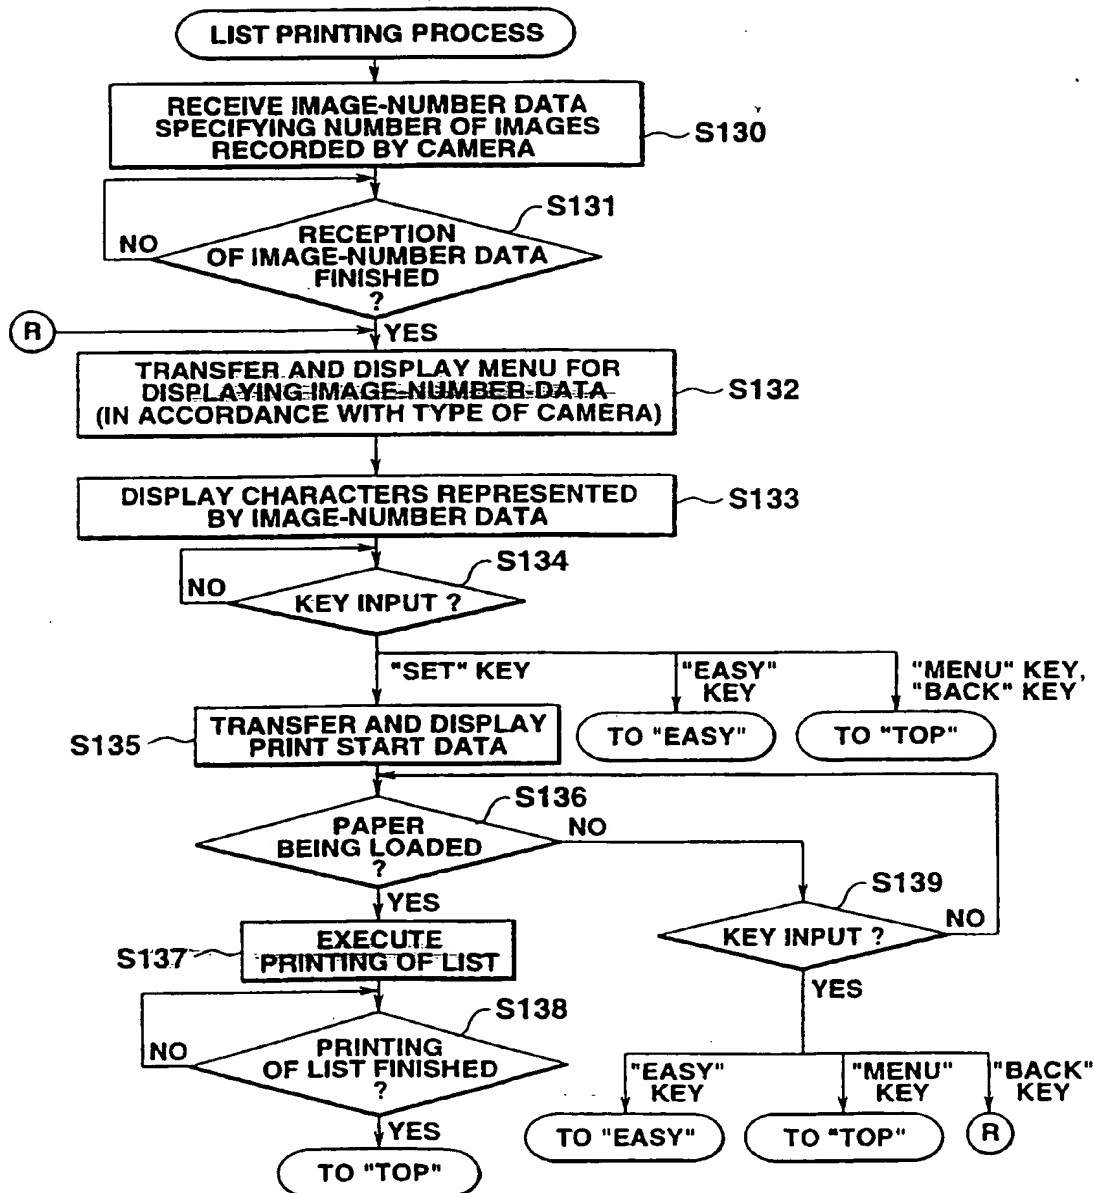 LIST PRINTING PROCESS
RECEIVE IMAGE-NUMBER DATA
SPECIFYING NUMBER OF IMAGES
RECORDED BY CAMERA
S130
S131
NO
RECEPTION
OF IMAGE-NUMBER DATA
FINISHED
?
R
YES
TRANSFER AND DISPLAY MENU FOR
DISPLAYING IMAGE-NUMBER DATA
(IN ACCORDANCE WITH TYPE OF CAMERA)
S132
DISPLAY CHARACTERS REPRESENTED
BY IMAGE-NUMBER DATA
S133
S134
NO
KEY INPUT ?
"SET" KEY
"EASY"
KEY
"MENU" KEY,
"BACK" KEY
S135
TRANSFER AND DISPLAY
PRINT START DATA
TO "EASY"
TO "TOP"
S136
PAPER
BEING LOADED
?
NO
YES
S139
KEY INPUT ?
NO
YES
S137
EXECUTE
PRINTING OF LIST
S138
NO
PRINTING
OF LIST FINISHED
?
YES
TO "TOP"
"EASY"
KEY
"MENU"
KEY
"BACK"
KEY
TO "EASY"
TO "TOP"
R